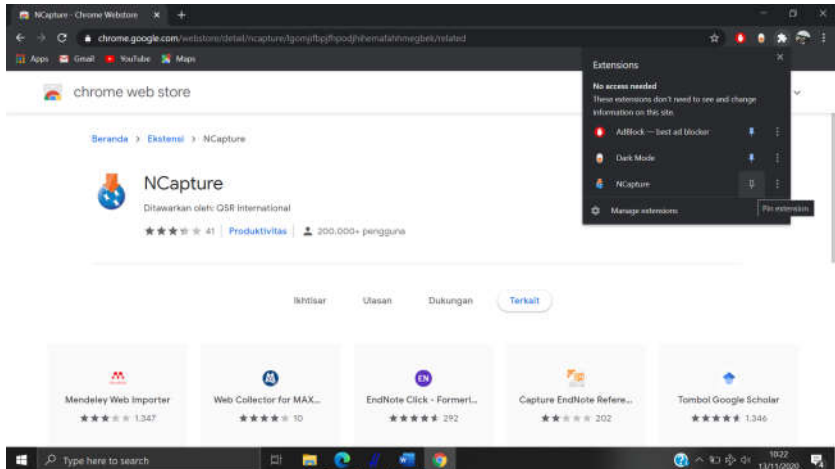 NCapture - Chrome Webstore
chrome.google.com/webstore/detail/ncapture/
Apps
Gmail
YouTube
Maps
Extensions
No access needed
These extensions don't need to see and change
information on this site.
AdBlock — best ad blocker
Dark Mode
NCapture
Manage extensions
Pin extension
chrome web store
Beranda > Ekstensi > NCapture
NCapture
Ditawarkan oleh: QSR International
41
Produktivitas
200.000+ pengguna
Ikhtisar
Ulasan
Dukungan
Terkait
Mendeley Web Importer
1.347
Web Collector for MAX...
10
EN
EndNote Click - Formerl...
292
Capture EndNote Refere...
202
Tombol Google Scholar
1.346
Type here to search
10:22
13/11/2020